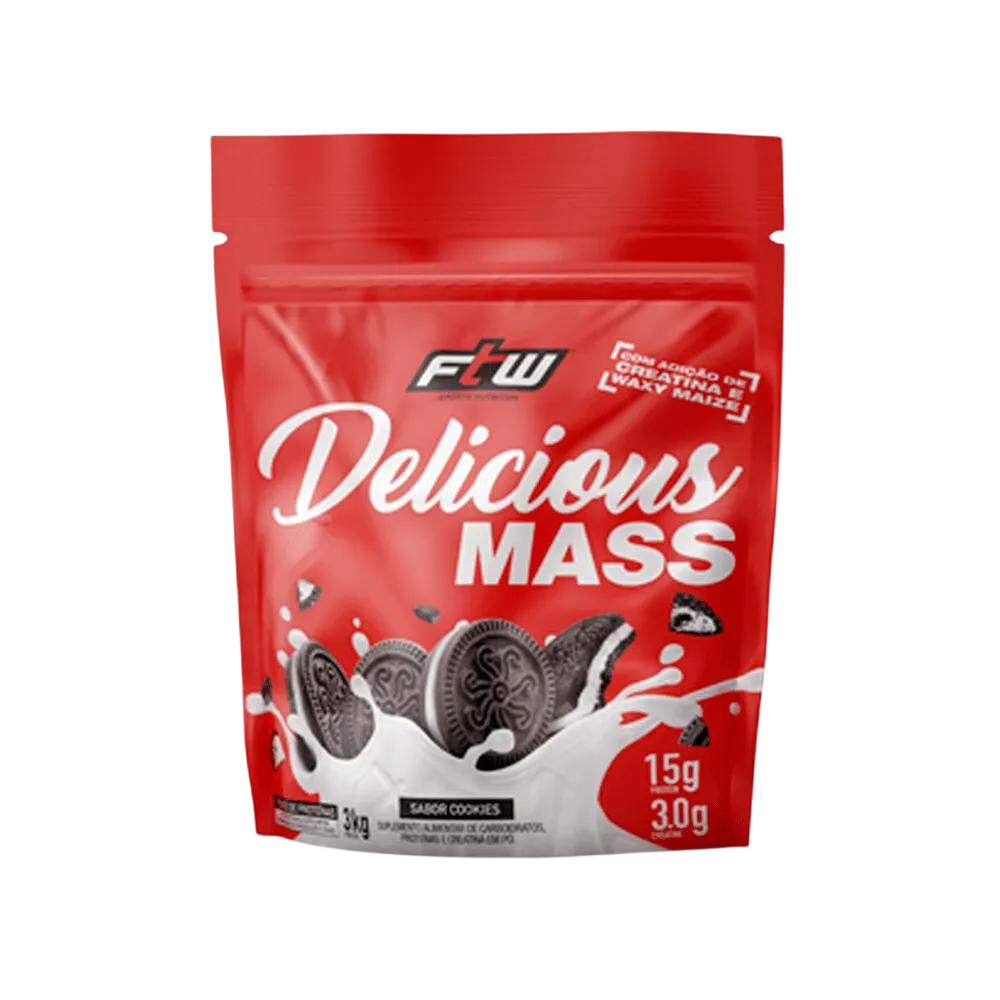 FTW
SPORTS NUTRITION
COM ADIÇÃO DE
CREATINA E
WAXY MAIZE
Delicious
MASS
15g
PROTEIN
3.0g
CREATINE
3kg
SABOR COOKIES
SUPLEMENTO ALIMENTAR DE CARBOIDRATOS,
PROTEÍNAS E CREATINA EM PÓ.